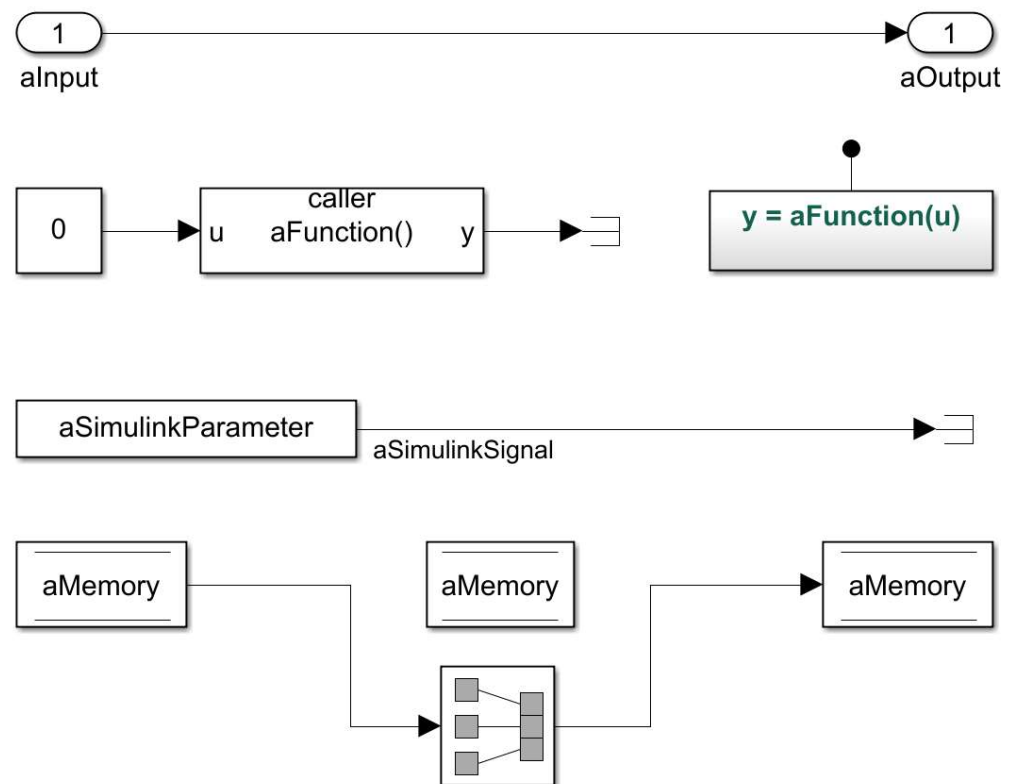 1
1
aInput
aOutput
caller
0
u aFunction() y
y = aFunction(u)
aSimulinkParameter
aSimulinkSignal
aMemory
aMemory
aMemory